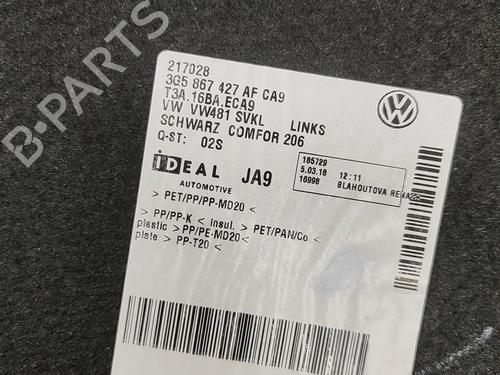 B-PARTS
217028
3G5 867 427 AF CA9
T3A.16BA.ECA9
VW VW481 SVKL LINKS
SCHWARZ COMFOR 206
Q-ST: 02S
iDEAL JA9
AUTOMOTIVE
185729
5.03.18 12:11
16998 BLAHOUTOVA
> PET/PP/PP-MD20 <
> PP/PP-K < Insul. > PET/PAN/Co <
plastic > PP/PE-MD20 <
plate > PP-T20 <